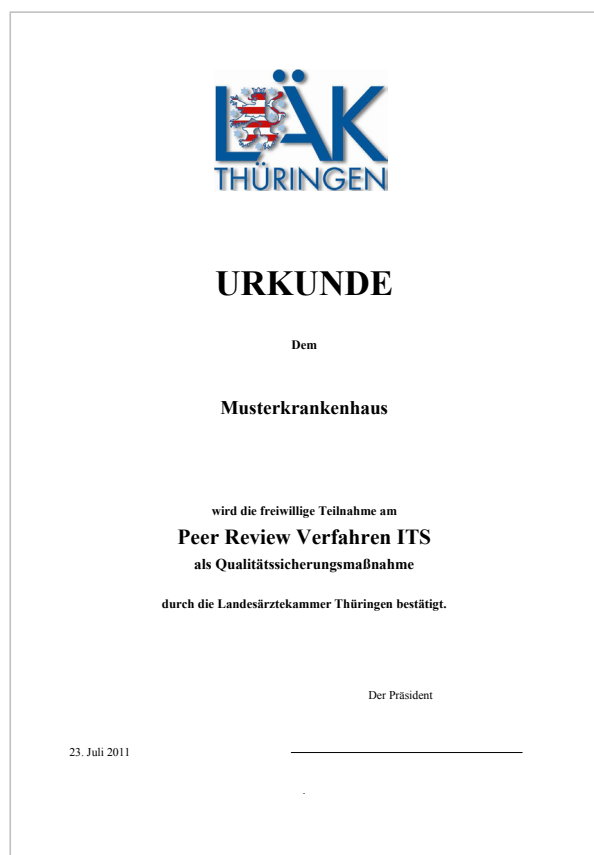 LÄK
THÜRINGEN
URKUNDE
Dem
Musterkrankenhaus
wird die freiwillige Teilnahme am
Peer Review Verfahren ITS
als Qualitätssicherungsmaßnahme
durch die Landesärztekammer Thüringen bestätigt.
Der Präsident
23. Juli 2011
.